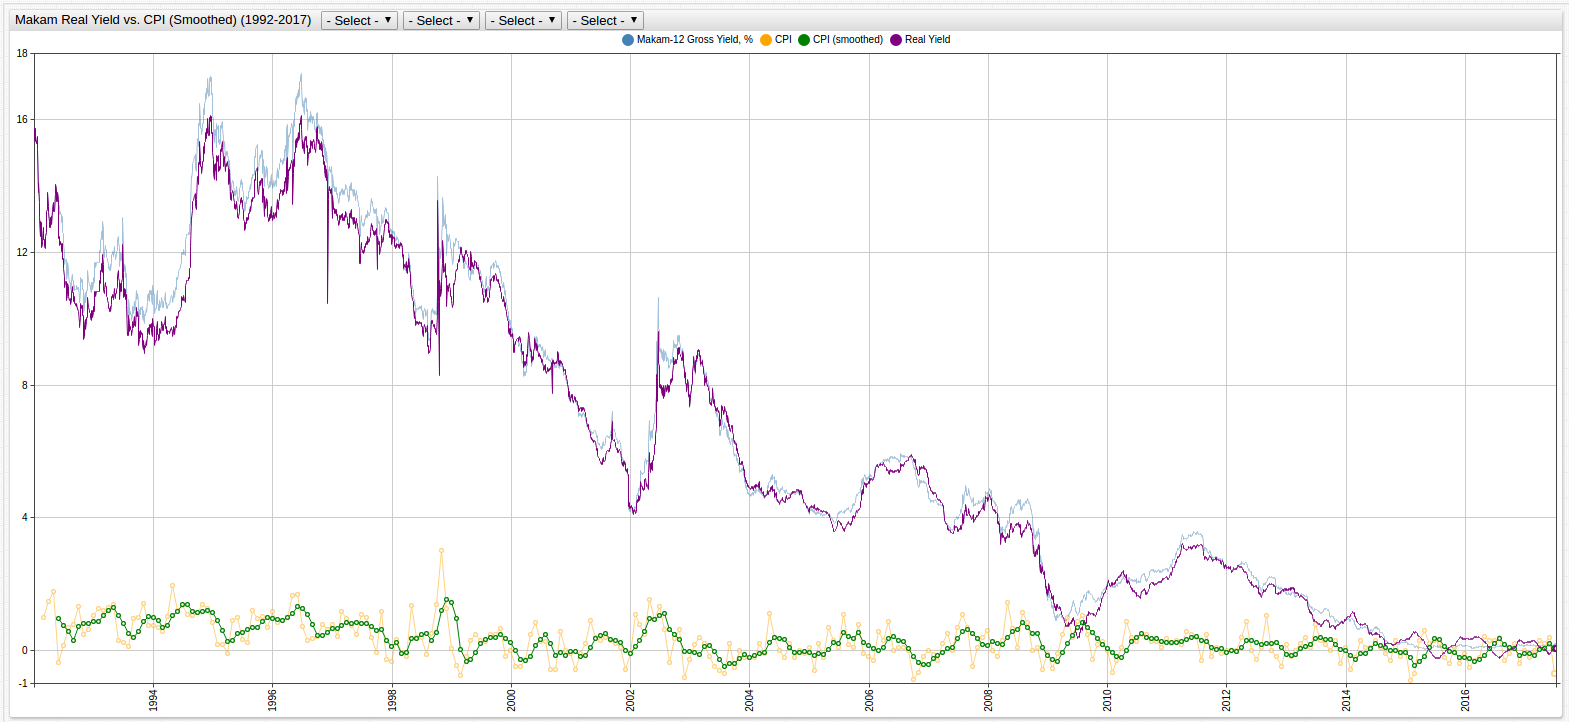 Makam Real Yield vs. CPI (Smoothed) (1992-2017) - Select - - Select - - Select - - Select -
Makam-12 Gross Yield, % CPI CPI (smoothed) Real Yield
18
16
12
8
4
0
-1
1994 1996 1998 2000 2002 2004 2006 2008 2010 2012 2014 2016